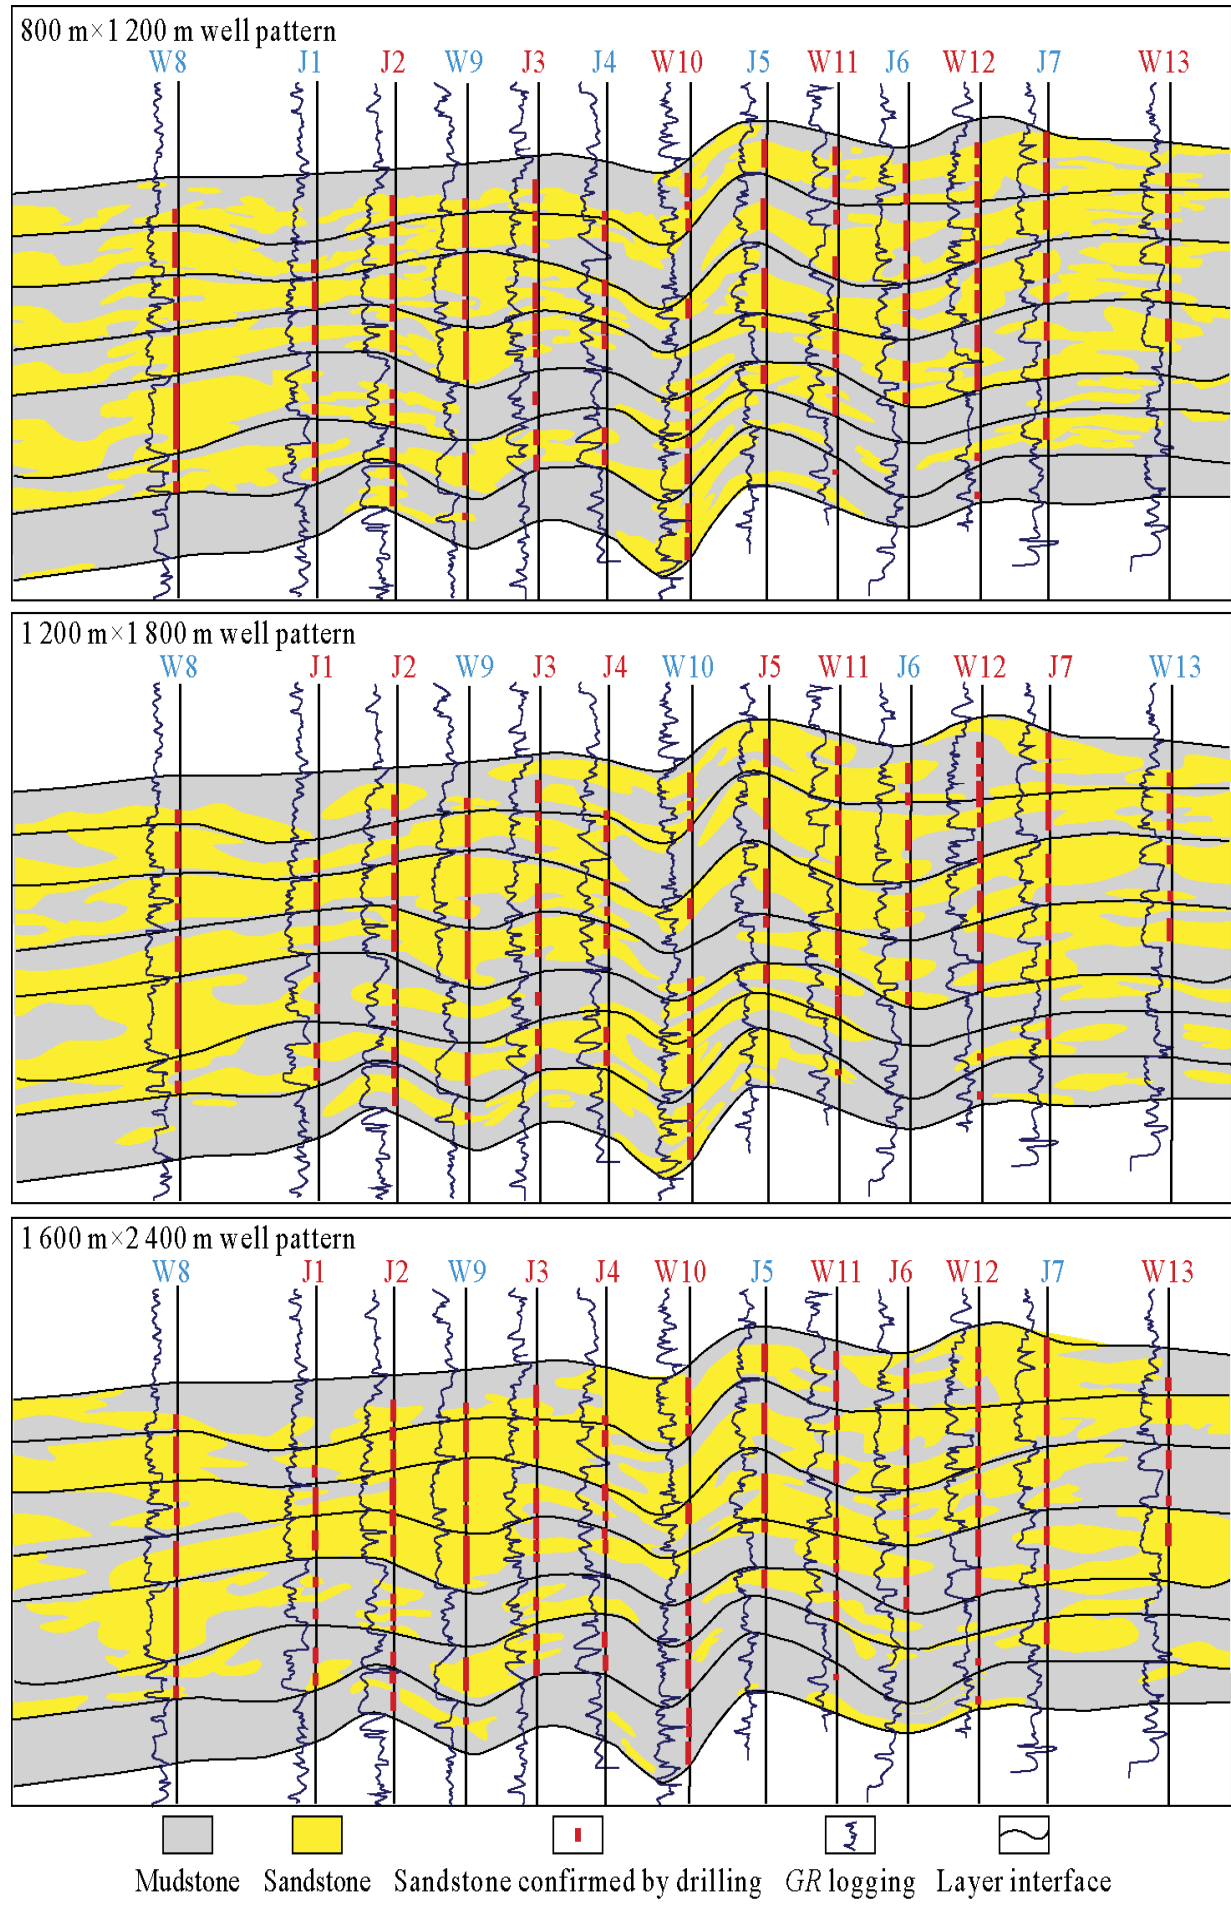 800 m×1 200 m well pattern
W8 J1 J2 W9 J3 J4 W10 J5 W11 J6 W12 J7 W13
1 200 m×1 800 m well pattern
W8 J1 J2 W9 J3 J4 W10 J5 W11 J6 W12 J7 W13
1 600 m×2 400 m well pattern
W8 J1 J2 W9 J3 J4 W10 J5 W11 J6 W12 J7 W13
Mudstone Sandstone Sandstone confirmed by drilling GR logging Layer interface